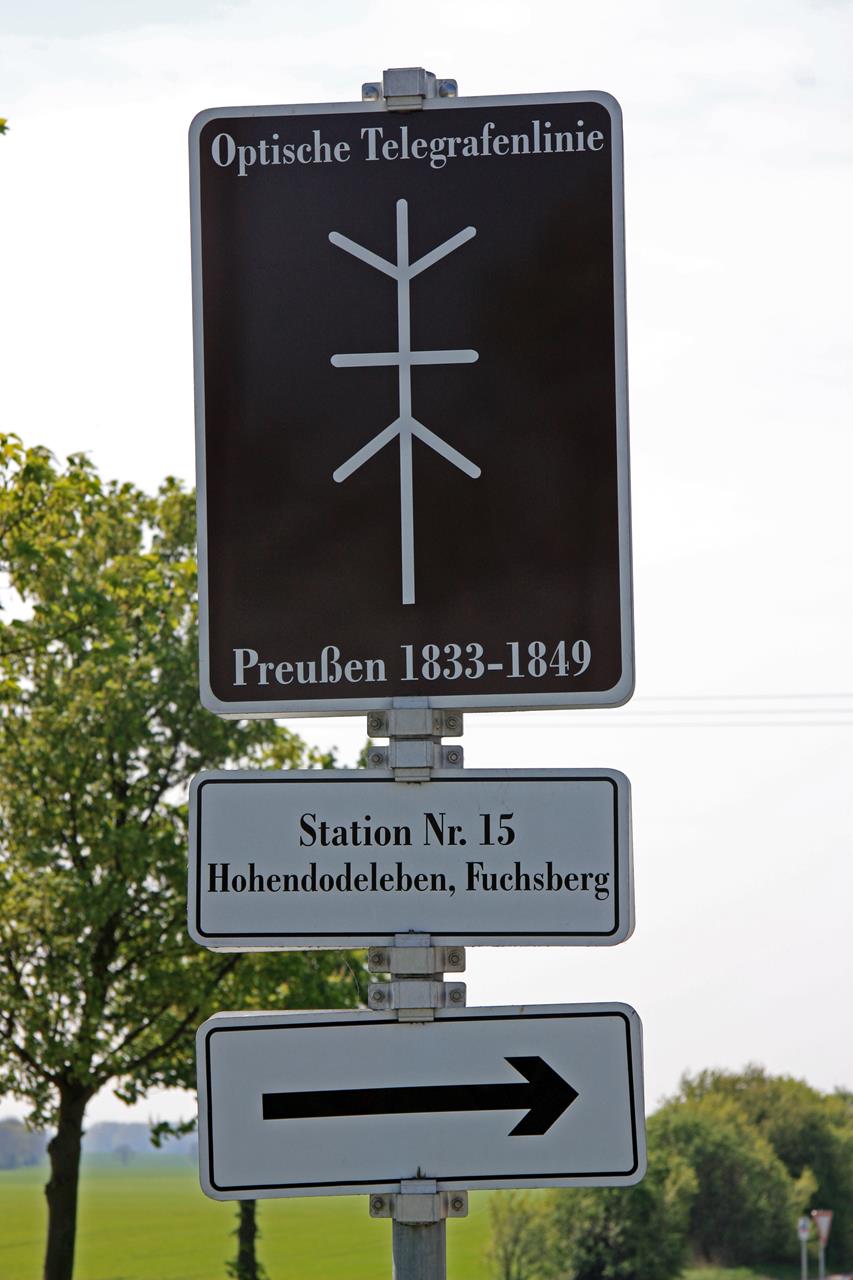 Optische Telegrafenlinie
Preußen 1833-1849
Station Nr. 15
Hohendodeleben, Fuchsberg